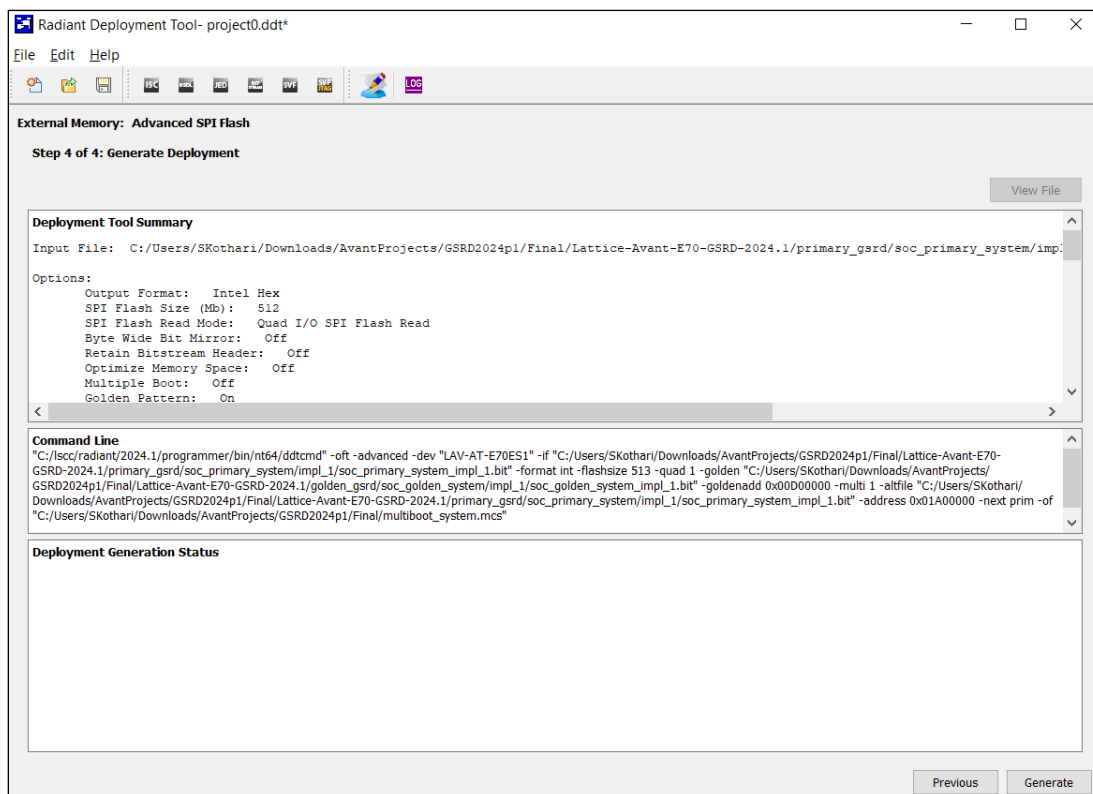 Radiant Deployment Tool- project0.ddt*
File Edit Help
ISC BSDL JED BIT STREAM SVF SVF JTAG LOG
External Memory: Advanced SPI Flash
Step 4 of 4: Generate Deployment
View File
Deployment Tool Summary
Input File: C:/Users/SKothari/Downloads/AvantProjects/GSRD2024p1/Final/Lattice-Avant-E70-GSRD-2024.1/primary_gsrd/soc_primary_system/impl
Options:
Output Format: Intel Hex
SPI Flash Size (Mb): 512
SPI Flash Read Mode: Quad I/O SPI Flash Read
Byte Wide Bit Mirror: Off
Retain Bitstream Header: Off
Optimize Memory Space: Off
Multiple Boot: Off
Golden Pattern: On
Command Line
"C:/lscc/radiant/2024.1/programmer/bin/nt64/ddtcmd" -oft -advanced -dev "LAV-AT-E70ES1" -if "C:/Users/SKothari/Downloads/AvantProjects/GSRD2024p1/Final/Lattice-Avant-E70-
GSRD-2024.1/primary_gsrd/soc_primary_system/impl_1/soc_primary_system_impl_1.bit" -format int -flashsize 513 -quad 1 -golden "C:/Users/SKothari/Downloads/AvantProjects/
GSRD2024p1/Final/Lattice-Avant-E70-GSRD-2024.1/golden_gsrd/soc_golden_system/impl_1/soc_golden_system_impl_1.bit" -goldenadd 0x00D00000 -multi 1 -altfile "C:/Users/SKothari/
Downloads/AvantProjects/GSRD2024p1/Final/Lattice-Avant-E70-GSRD-2024.1/primary_gsrd/soc_primary_system/impl_1/soc_primary_system_impl_1.bit" -address 0x01A00000 -next prim -of
"C:/Users/SKothari/Downloads/AvantProjects/GSRD2024p1/Final/multiboot_system.mcs"
Deployment Generation Status
Previous Generate